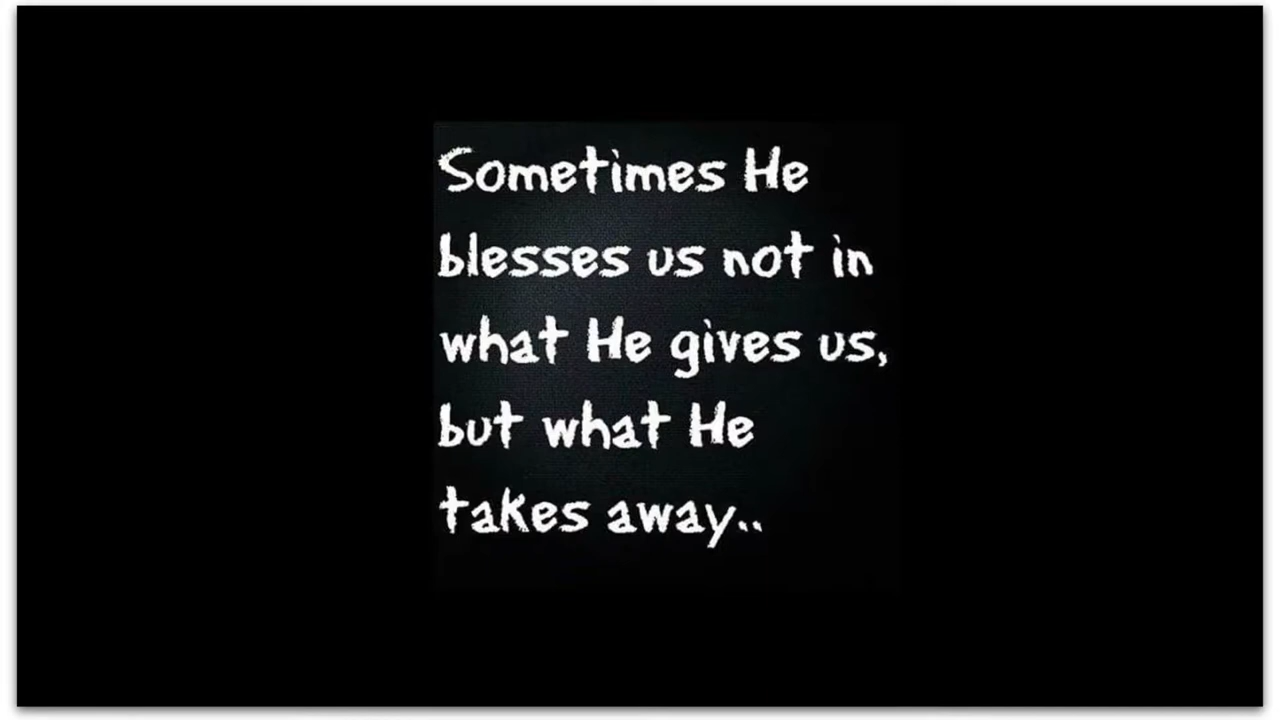 Sometimes He
blesses us not in
what He gives us,
but what He
takes away..